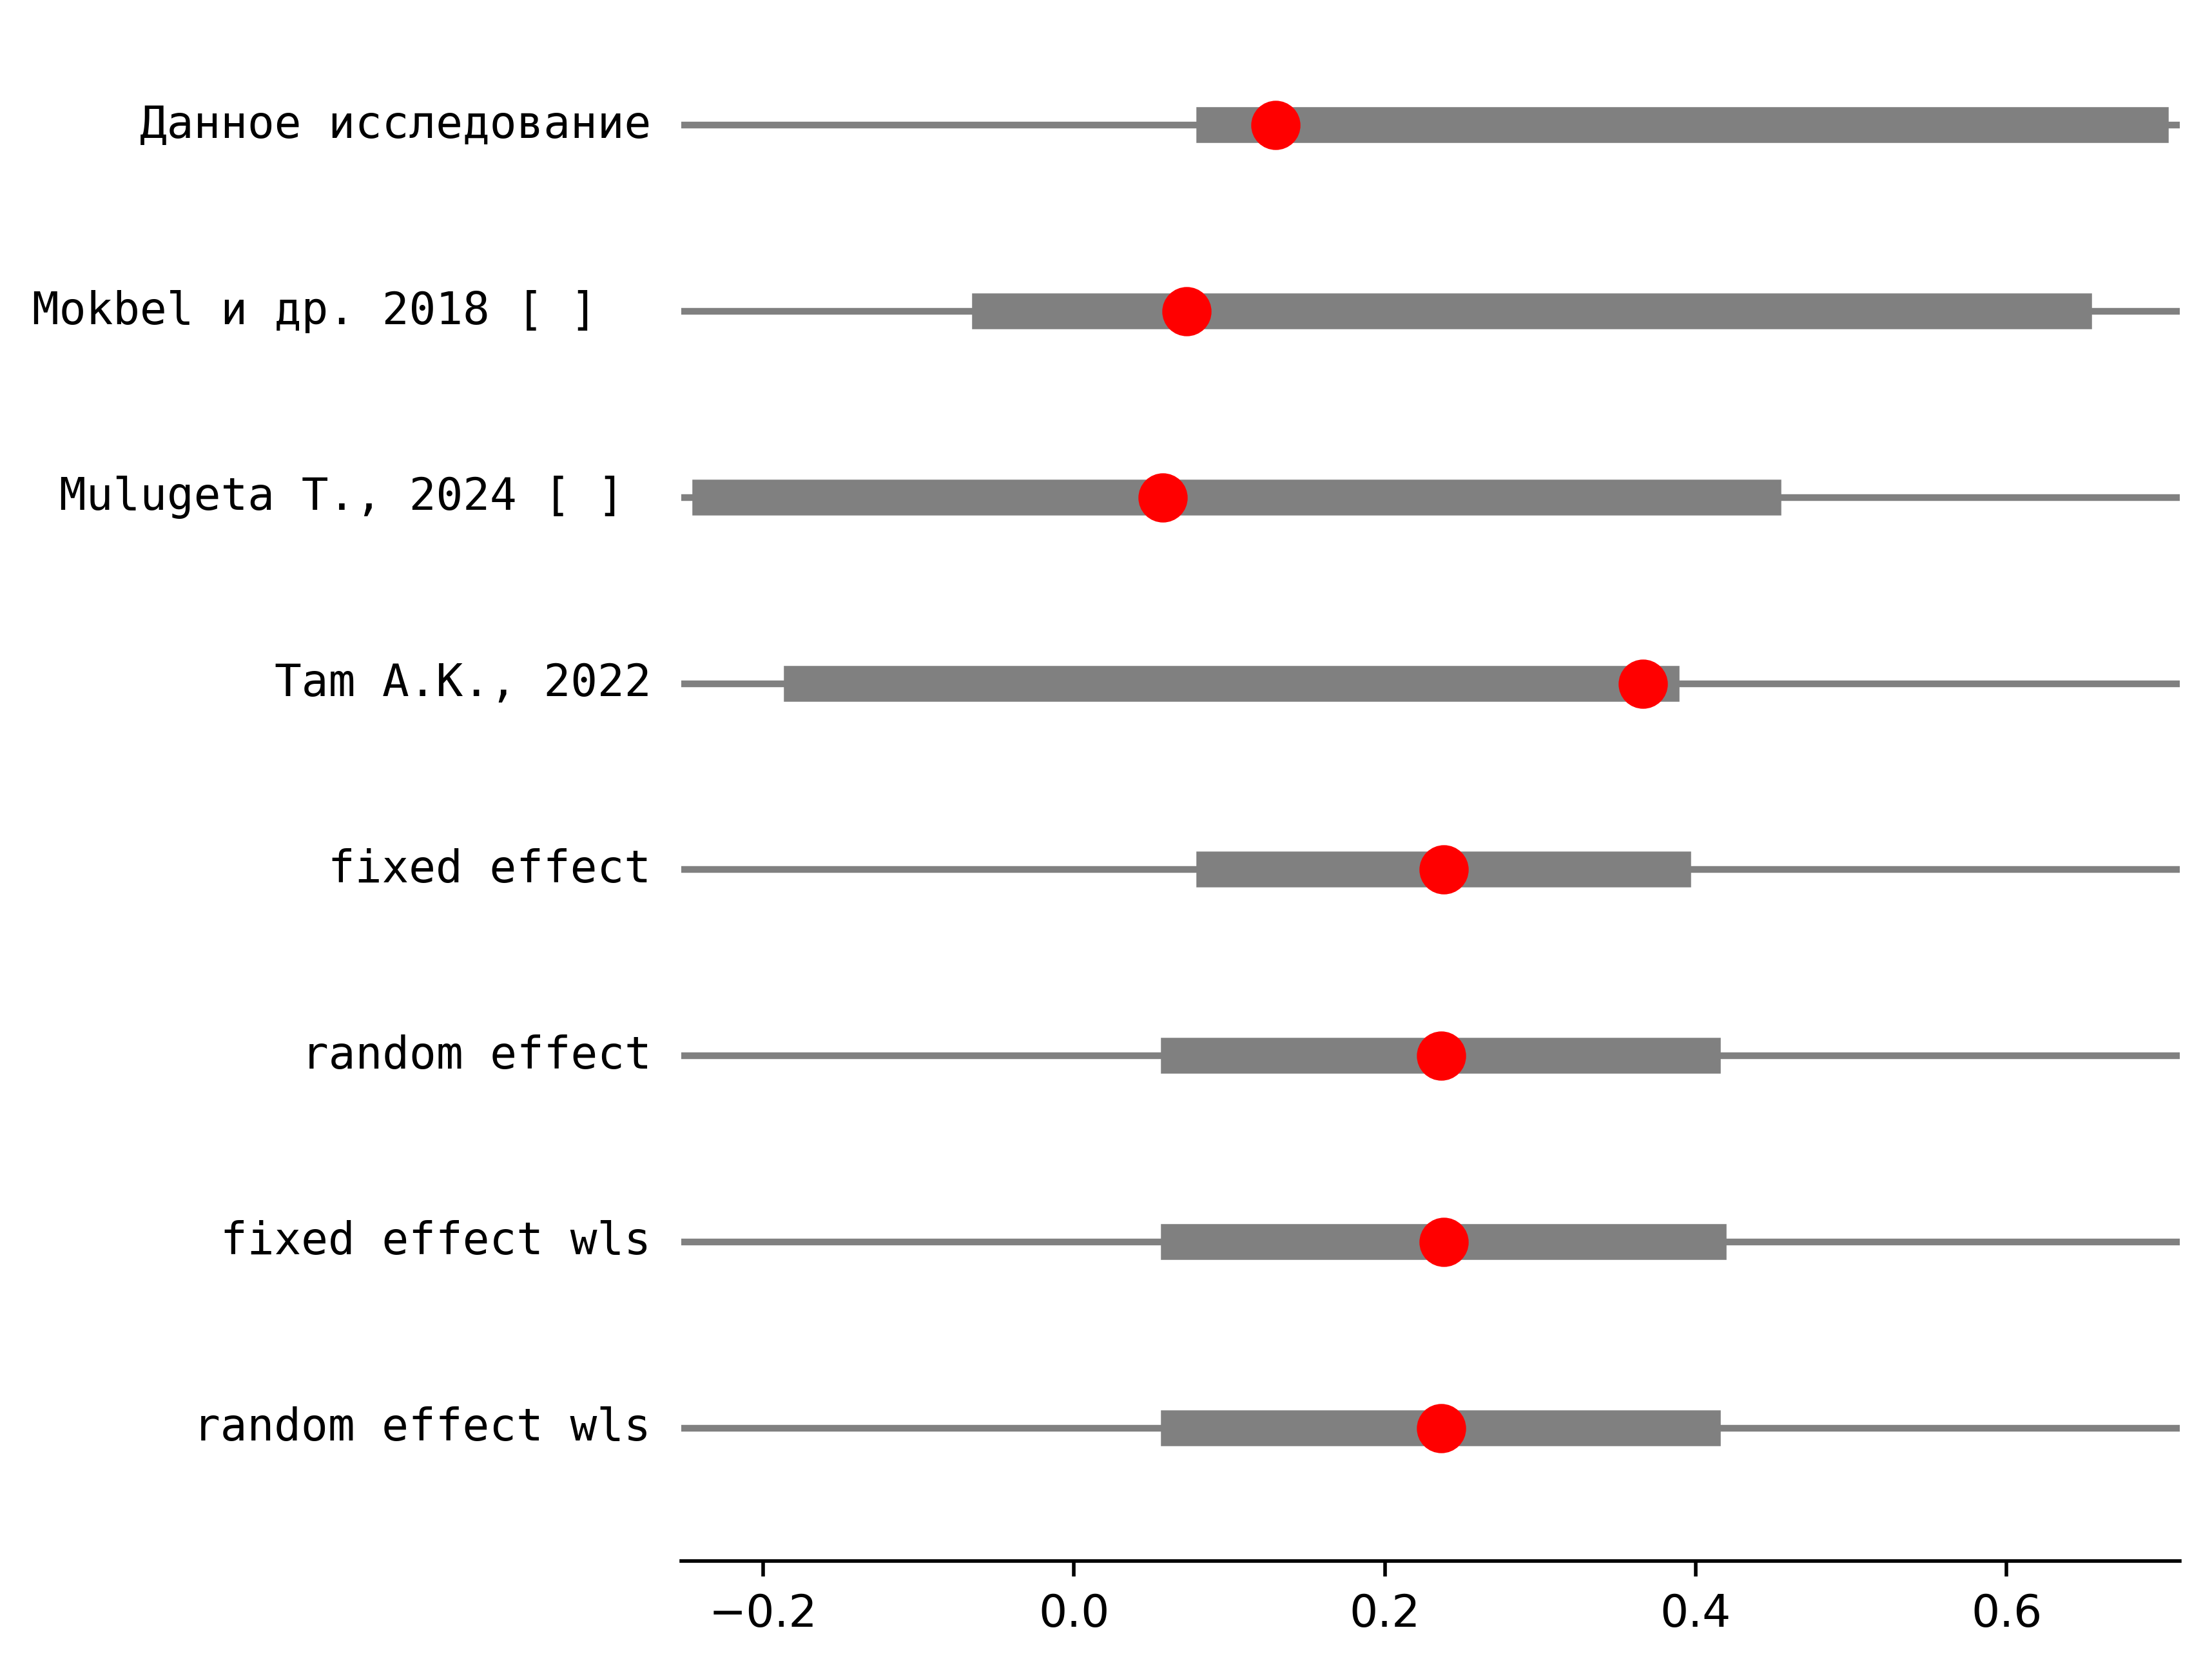 Данное исследование
Mokbel и др. 2018 [ ]
Mulugeta T., 2024 [ ]
Tam A.K., 2022
fixed effect
random effect
fixed effect wls
random effect wls
−0.2 0.0 0.2 0.4 0.6